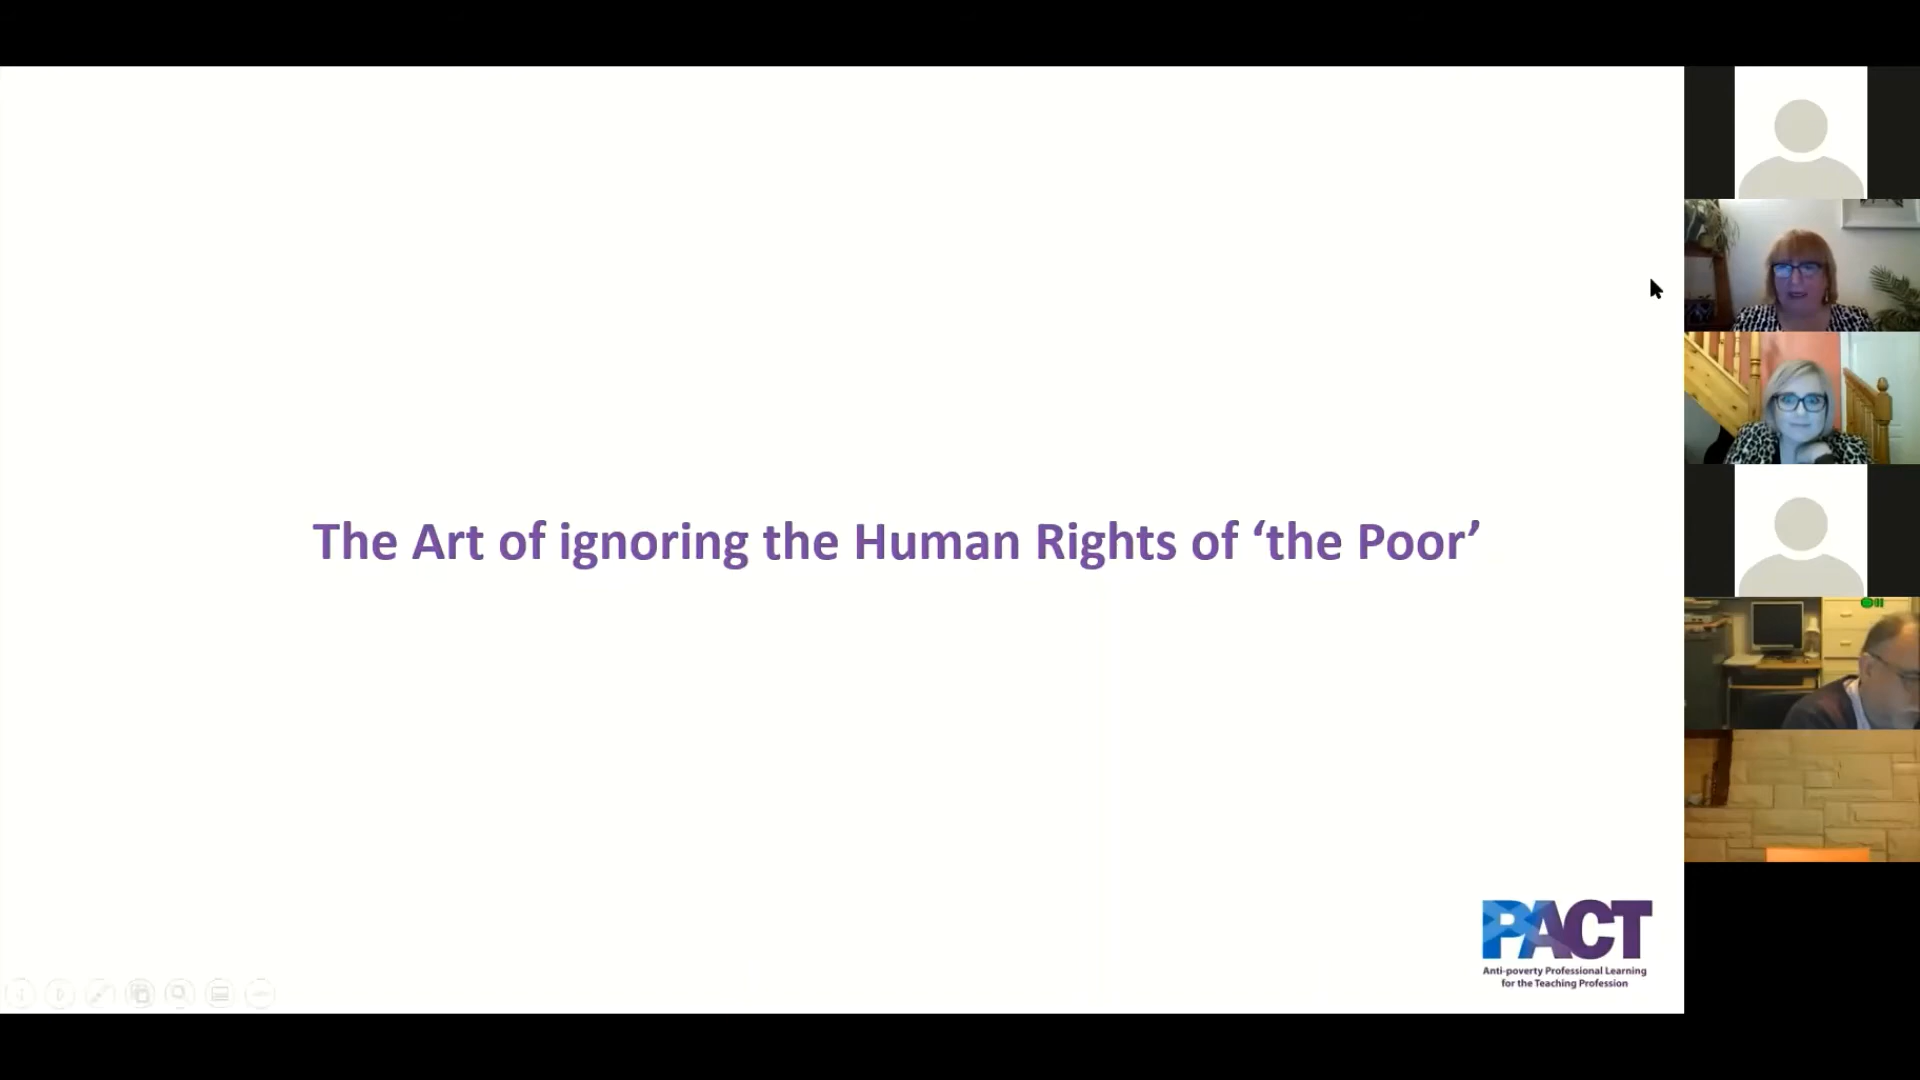 The Art of ignoring the Human Rights of ‘the Poor’
PACT
Anti-poverty Professional Learning
for the Teaching Profession